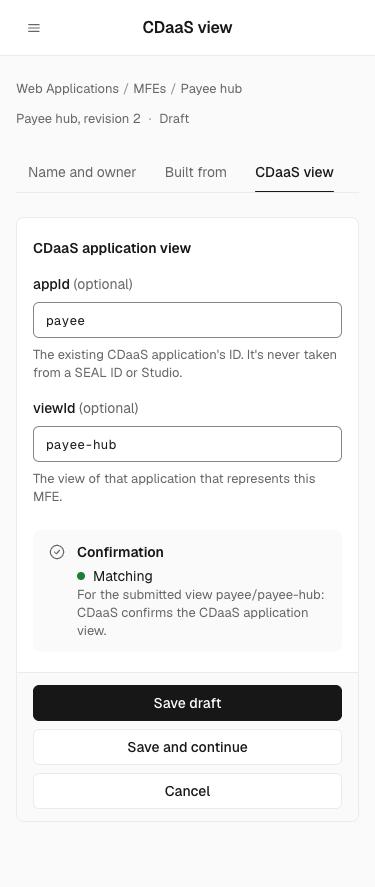 CDaaS view
Web Applications / MFEs / Payee hub
Payee hub, revision 2 · Draft
Name and owner Built from CDaaS view
CDaaS application view
appId (optional)
payee
The existing CDaaS application's ID. It's never taken
from a SEAL ID or Studio.
viewId (optional)
payee-hub
The view of that application that represents this
MFE.
Confirmation
Matching
For the submitted view payee/payee-hub:
CDaaS confirms the CDaaS application
view.
Save draft
Save and continue
Cancel